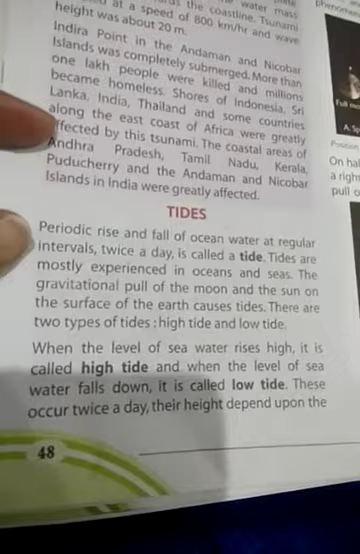 at a speed of 800 km/hr and wave
height was about 20 m.
Indira Point in the Andaman and Nicobar
Islands was completely submerged. More than
one lakh people were killed and millions
became homeless. Shores of Indonesia, Sri
Lanka, India, Thailand and some countries
along the east coast of Africa were greatly
ffected by this tsunami. The coastal areas of
Andhra Pradesh, Tamil Nadu, Kerala,
Puducherry and the Andaman and Nicobar
Islands in India were greatly affected.
TIDES
Periodic rise and fall of ocean water at regular
intervals, twice a day, is called a tide. Tides are
mostly experienced in oceans and seas. The
gravitational pull of the moon and the sun on
the surface of the earth causes tides. There are
two types of tides : high tide and low tide.
When the level of sea water rises high, it is
called high tide and when the level of sea
water falls down, it is called low tide. These
occur twice a day, their height depend upon the
48
Position
On hal
a right
pull o